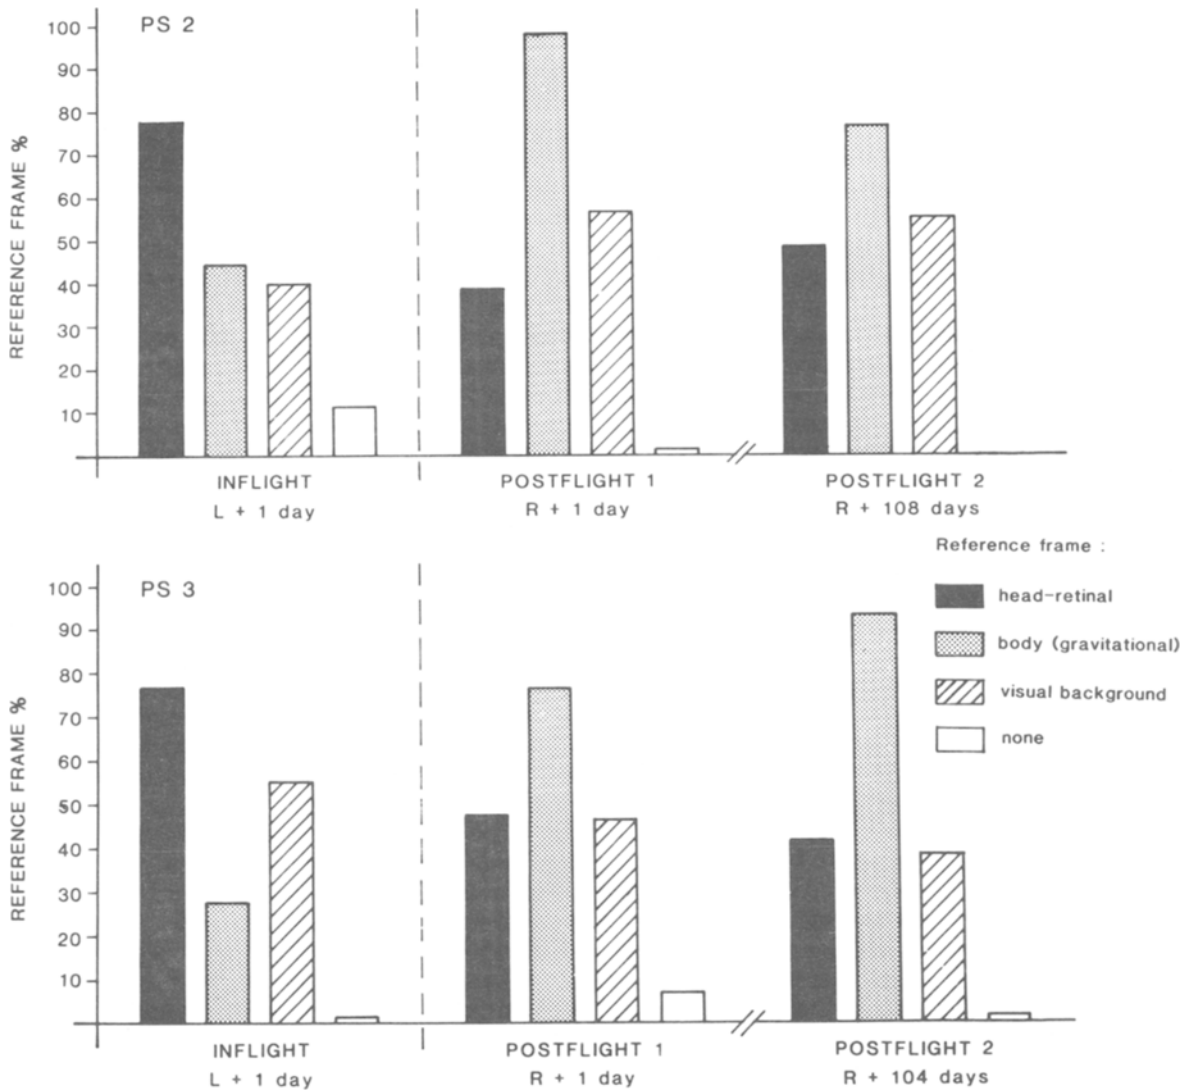 PS 2
REFERENCE FRAME %
100
90
80
70
60
50
40
30
20
10
INFLIGHT
L + 1 day
POSTFLIGHT 1
R + 1 day
POSTFLIGHT 2
R + 108 days
Reference frame :
head-retinal
body (gravitational)
visual background
none
PS 3
REFERENCE FRAME %
100
90
80
70
60
50
40
30
20
10
INFLIGHT
L + 1 day
POSTFLIGHT 1
R + 1 day
POSTFLIGHT 2
R + 104 days